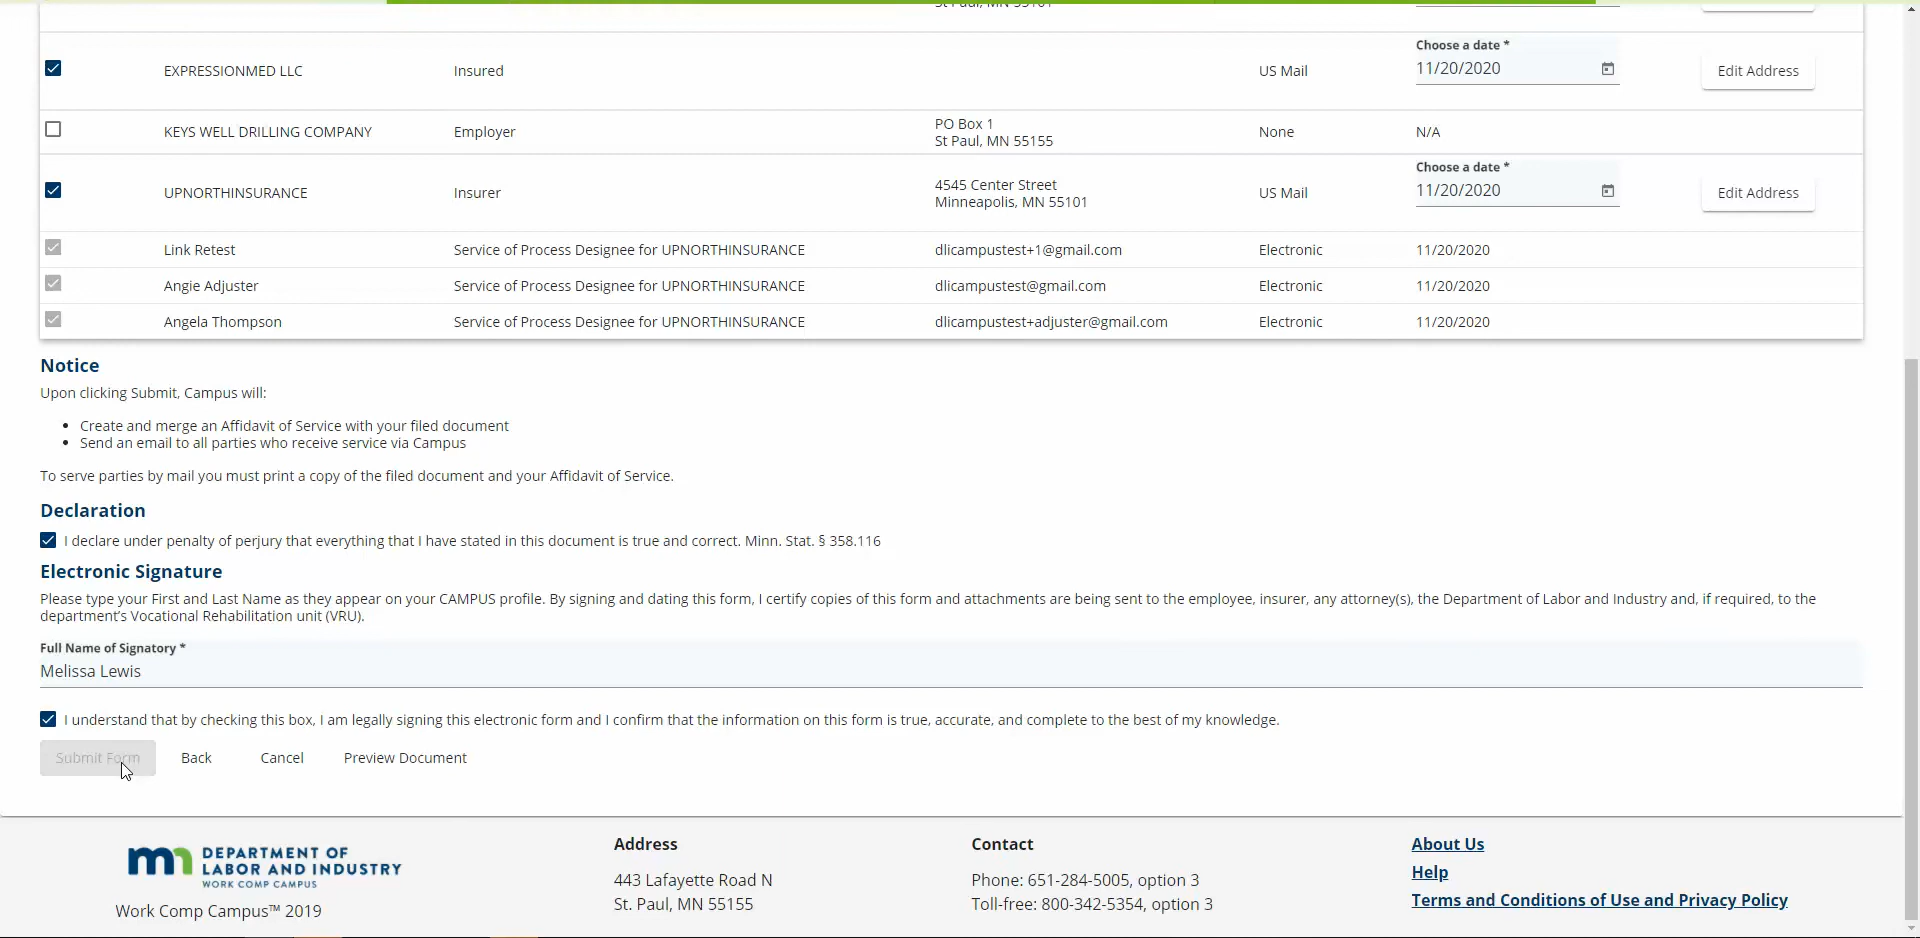 EXPRESSIONMED LLC Insured US Mail Choose a date * 11/20/2020 Edit Address
KEYS WELL DRILLING COMPANY Employer PO Box 1 None N/A
St Paul, MN 55155
UPNORTHINSURANCE Insurer 4545 Center Street US Mail Choose a date * 11/20/2020 Edit Address
Minneapolis, MN 55101
Link Retest Service of Process Designee for UPNORTHINSURANCE dlicampustest+1@gmail.com Electronic 11/20/2020
Angie Adjuster Service of Process Designee for UPNORTHINSURANCE dlicampustest@gmail.com Electronic 11/20/2020
Angela Thompson Service of Process Designee for UPNORTHINSURANCE dlicampustest+adjuster@gmail.com Electronic 11/20/2020
Notice
Upon clicking Submit, Campus will:
• Create and merge an Affidavit of Service with your filed document
• Send an email to all parties who receive service via Campus
To serve parties by mail you must print a copy of the filed document and your Affidavit of Service.
Declaration
I declare under penalty of perjury that everything that I have stated in this document is true and correct. Minn. Stat. § 358.116
Electronic Signature
Please type your First and Last Name as they appear on your CAMPUS profile. By signing and dating this form, I certify copies of this form and attachments are being sent to the employee, insurer, any attorney(s), the Department of Labor and Industry and, if required, to the
department's Vocational Rehabilitation unit (VRU).
Full Name of Signatory *
Melissa Lewis
I understand that by checking this box, I am legally signing this electronic form and I confirm that the information on this form is true, accurate, and complete to the best of my knowledge.
Submit Form Back Cancel Preview Document
mn DEPARTMENT OF
LABOR AND INDUSTRY
WORK COMP CAMPUS
Work Comp Campus™ 2019
Address
443 Lafayette Road N
St. Paul, MN 55155
Contact
Phone: 651-284-5005, option 3
Toll-free: 800-342-5354, option 3
About Us
Help
Terms and Conditions of Use and Privacy Policy